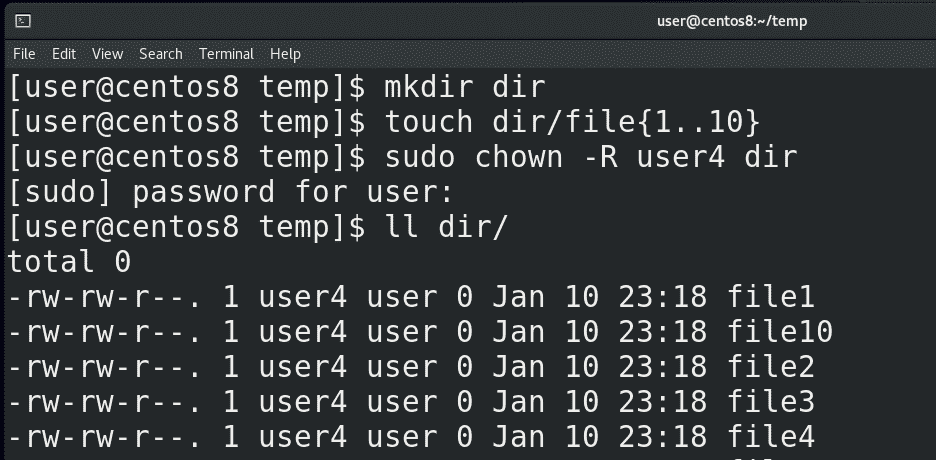 user@centos8:~/temp
File Edit View Search Terminal Help
[user@centos8 temp]$ mkdir dir
[user@centos8 temp]$ touch dir/file{1..10}
[user@centos8 temp]$ sudo chown -R user4 dir
[sudo] password for user:
[user@centos8 temp]$ ll dir/
total 0
-rw-rw-r--. 1 user4 user 0 Jan 10 23:18 file1
-rw-rw-r--. 1 user4 user 0 Jan 10 23:18 file10
-rw-rw-r--. 1 user4 user 0 Jan 10 23:18 file2
-rw-rw-r--. 1 user4 user 0 Jan 10 23:18 file3
-rw-rw-r--. 1 user4 user 0 Jan 10 23:18 file4